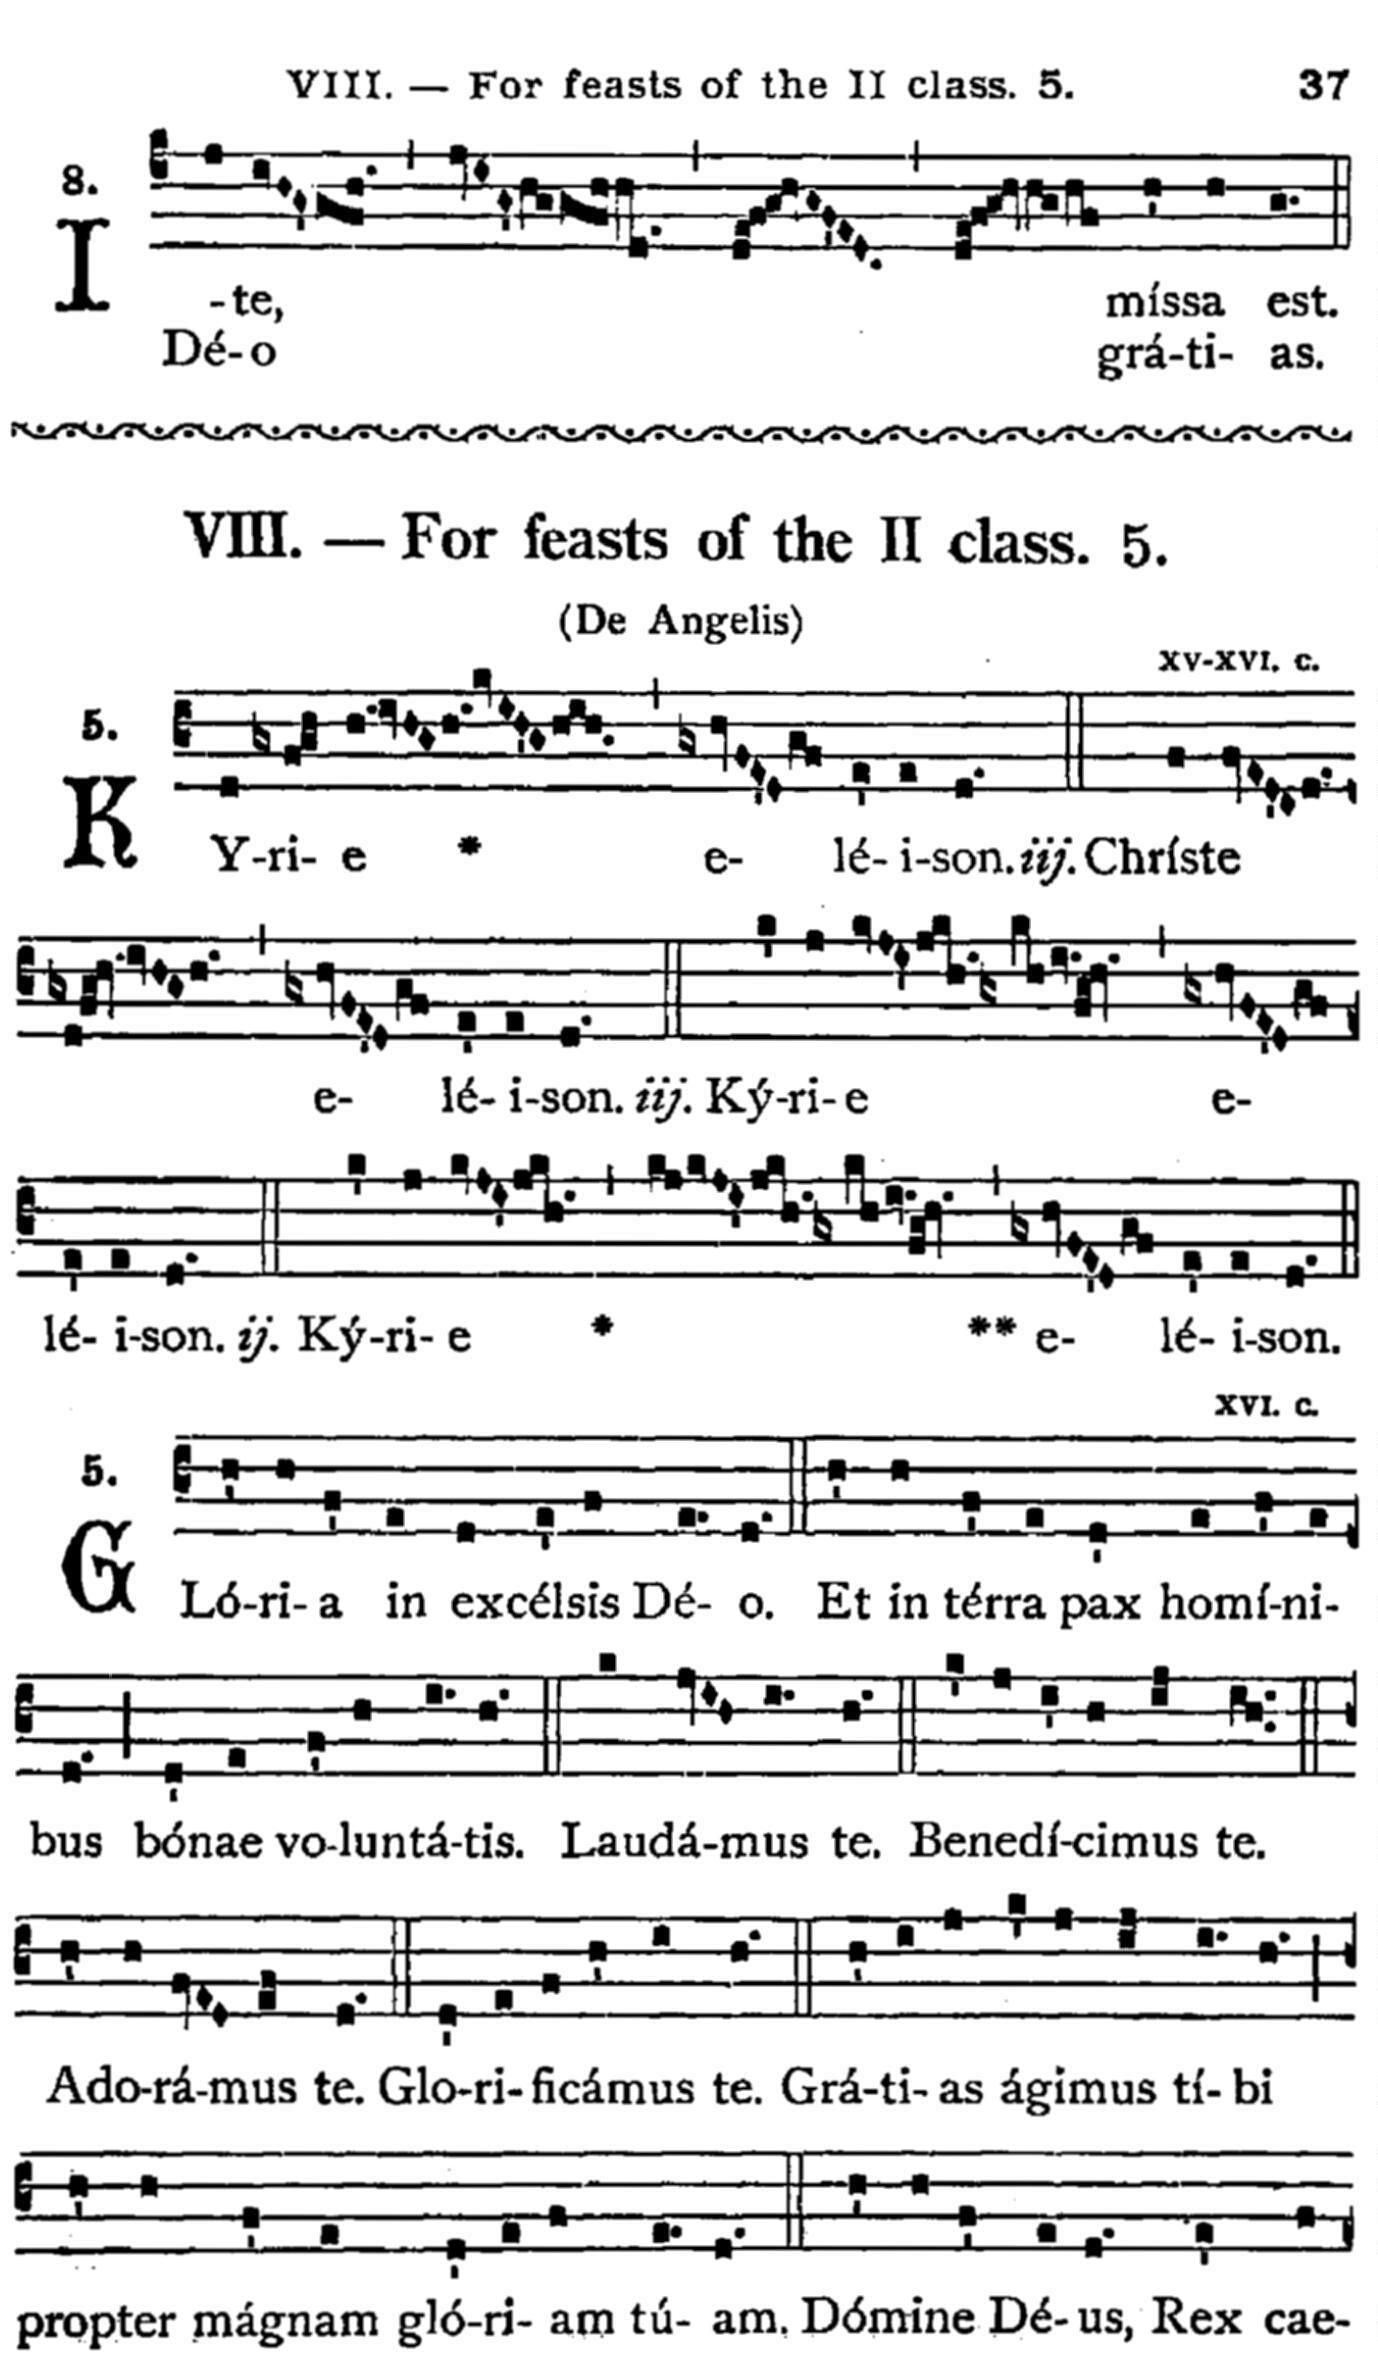 VIII. — For feasts of the II class. 5. 37
8.
I -te, míssa est.
Dé-o grá-ti- as.
VIII. — For feasts of the II class. 5.
(De Angelis)
XV-XVI. c.
5.
K Y-ri- e * e- lé- i-son. iij. Chríste
e- lé- i-son. iij. Ký-ri- e e-
lé- i-son. ij. Ký-ri- e * ** e- lé- i-son.
XVI. c.
5.
G Ló-ri- a in excélsis Dé- o. Et in térra pax homí-ni-
bus bónae vo-luntá-tis. Laudá-mus te. Benedí-cimus te.
Ado-rá-mus te. Glo-ri- ficámus te. Grá-ti- as ágimus tí- bi
propter mágnam gló-ri- am tú- am. Dómine Dé- us, Rex cae-